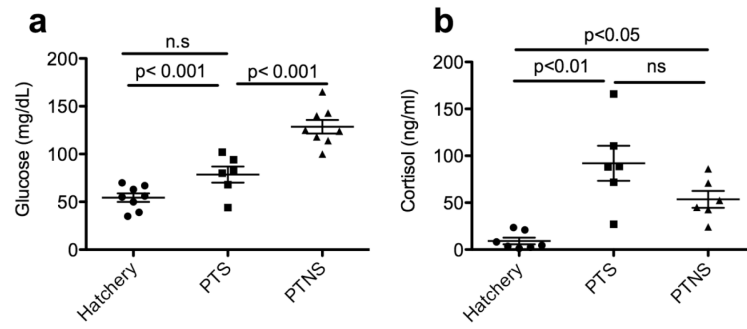 a
n.s
p< 0.001
p< 0.001
Glucose (mg/dL)
200
150
100
50
0
Hatchery
PTS
PTNS
b
p<0.05
p<0.01
ns
Cortisol (ng/ml)
200
150
100
50
0
Hatchery
PTS
PTNS